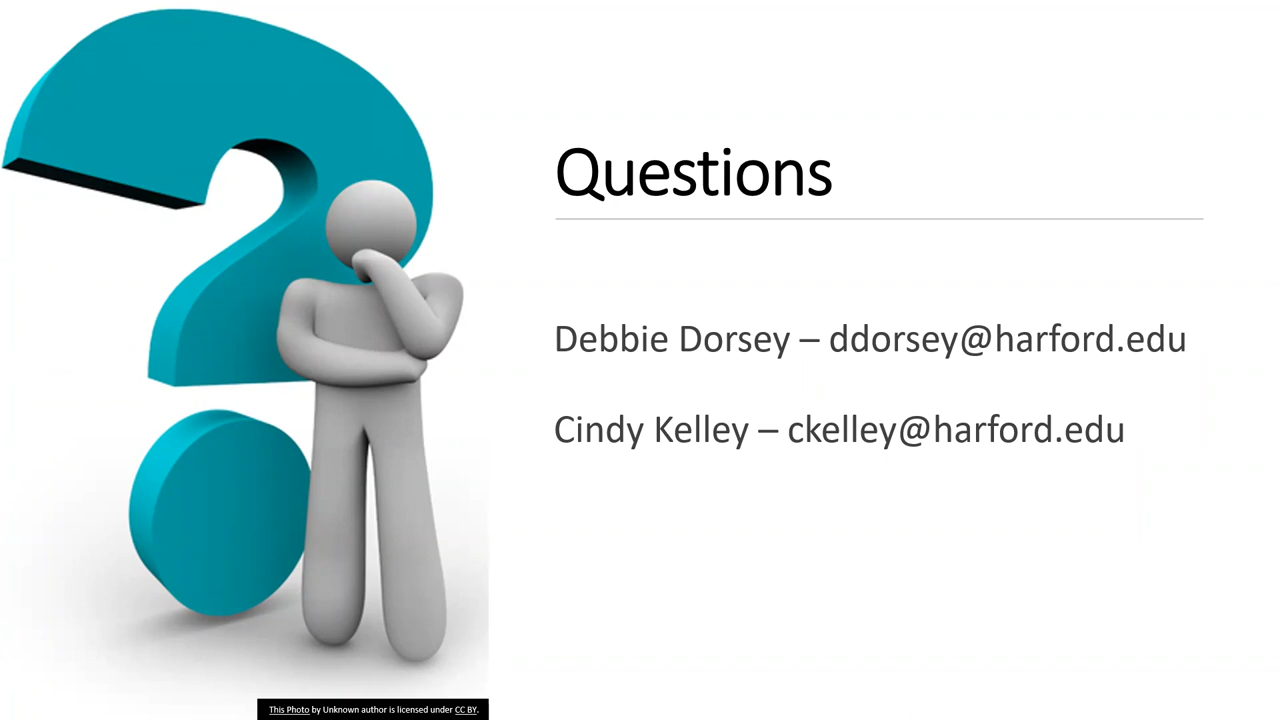 Questions
Debbie Dorsey – ddorsey@harford.edu
Cindy Kelley – ckelley@harford.edu
This Photo by Unknown author is licensed under CC BY.